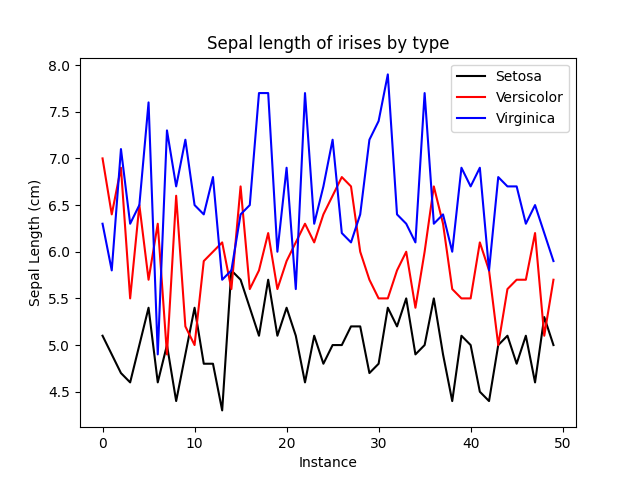 Sepal length of irises by type
Setosa
Versicolor
Virginica
Sepal Length (cm)
8.0
7.5
7.0
6.5
6.0
5.5
5.0
4.5
0 10 20 30 40 50
Instance